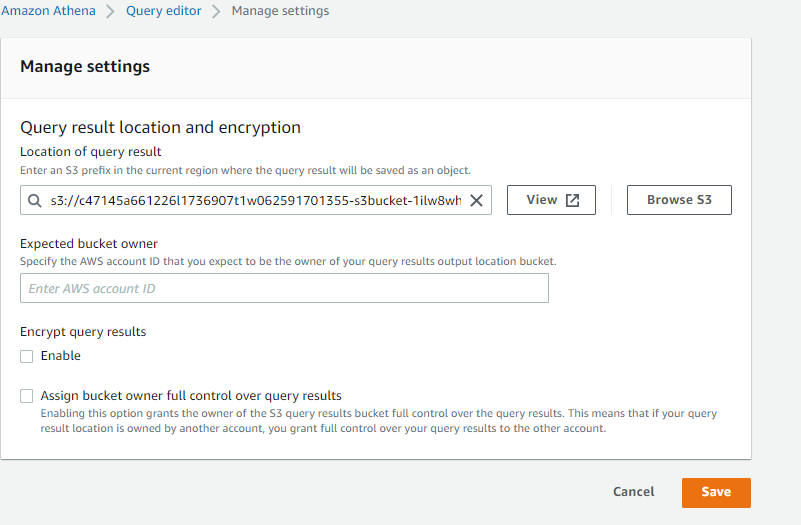 Amazon Athena > Query editor > Manage settings
Manage settings
Query result location and encryption
Location of query result
Enter an S3 prefix in the current region where the query result will be saved as an object.
s3://c47145a661226l1736907t1w062591701355-s3bucket-1ilw8wh
View
Browse S3
Expected bucket owner
Specify the AWS account ID that you expect to be the owner of your query results output location bucket.
Enter AWS account ID
Encrypt query results
Enable
Assign bucket owner full control over query results
Enabling this option grants the owner of the S3 query results bucket full control over the query results. This means that if your query
result location is owned by another account, you grant full control over your query results to the other account.
Cancel
Save